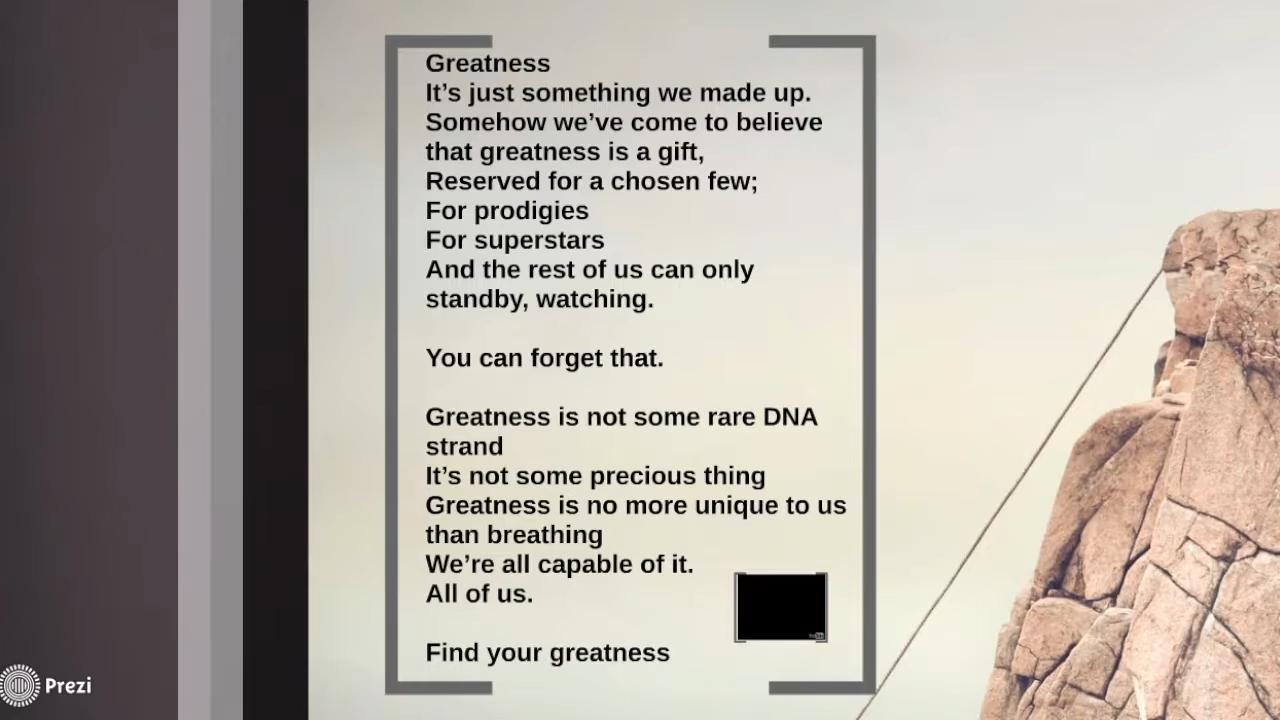 Greatness
It’s just something we made up.
Somehow we’ve come to believe
that greatness is a gift,
Reserved for a chosen few;
For prodigies
For superstars
And the rest of us can only
standby, watching.
You can forget that.
Greatness is not some rare DNA
strand
It’s not some precious thing
Greatness is no more unique to us
than breathing
We’re all capable of it.
All of us.
Find your greatness
Prezi